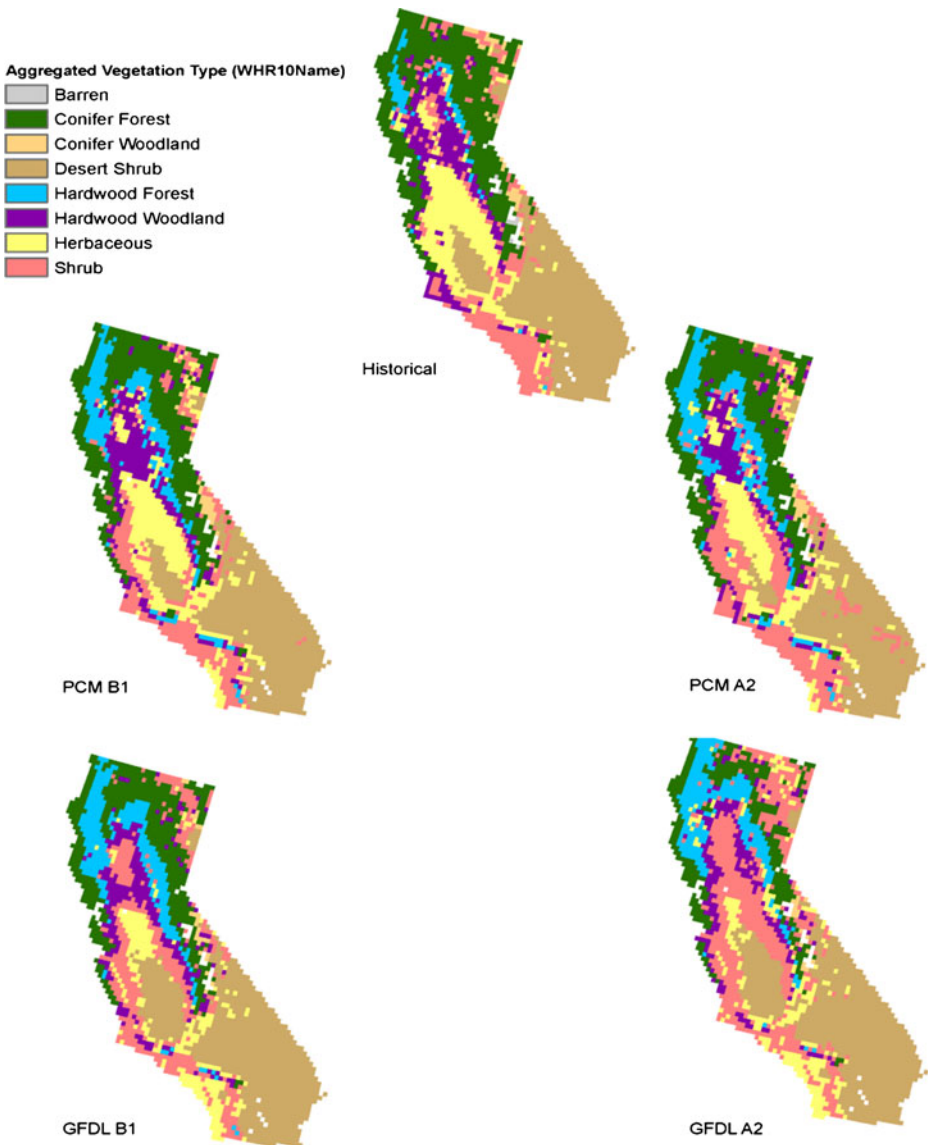 Aggregated Vegetation Type (WHR10Name)
Barren
Conifer Forest
Conifer Woodland
Desert Shrub
Hardwood Forest
Hardwood Woodland
Herbaceous
Shrub
Historical
PCM B1
PCM A2
GFDL B1
GFDL A2